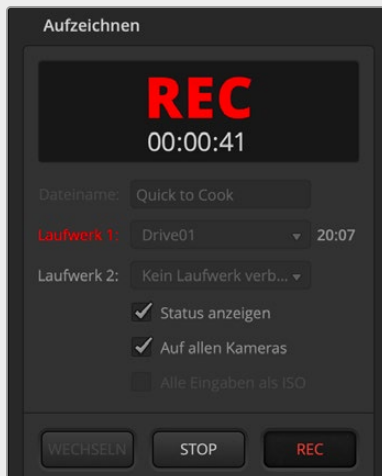 Aufzeichnen
REC
00:00:41
Dateiname: Quick to Cook
Laufwerk 1: Drive01 20:07
Laufwerk 2: Kein Laufwerk verb...
Status anzeigen
Auf allen Kameras
Alle Eingaben als ISO
WECHSELN STOP REC